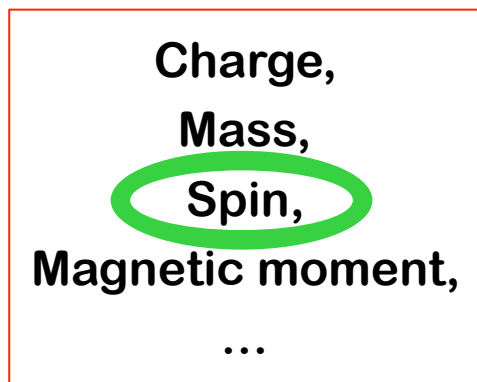 Charge,
Mass,
Spin,
Magnetic moment,
...